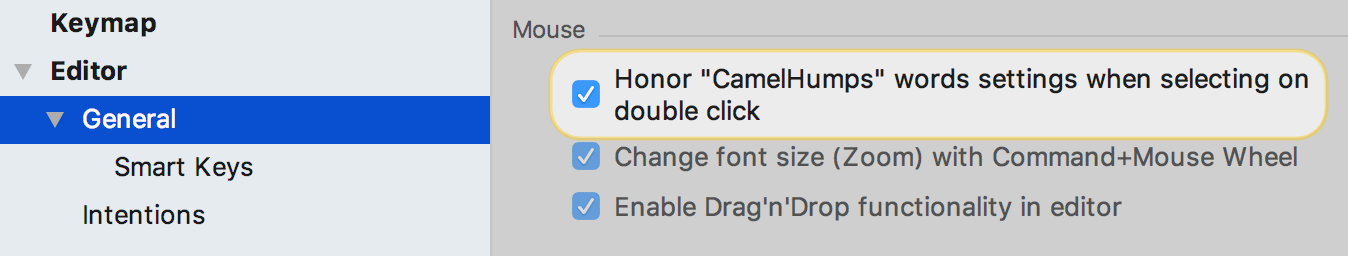 Keymap
Editor
General
Smart Keys
Intentions
Mouse
Honor "CamelHumps" words settings when selecting on
double click
Change font size (Zoom) with Command+Mouse Wheel
Enable Drag'n'Drop functionality in editor